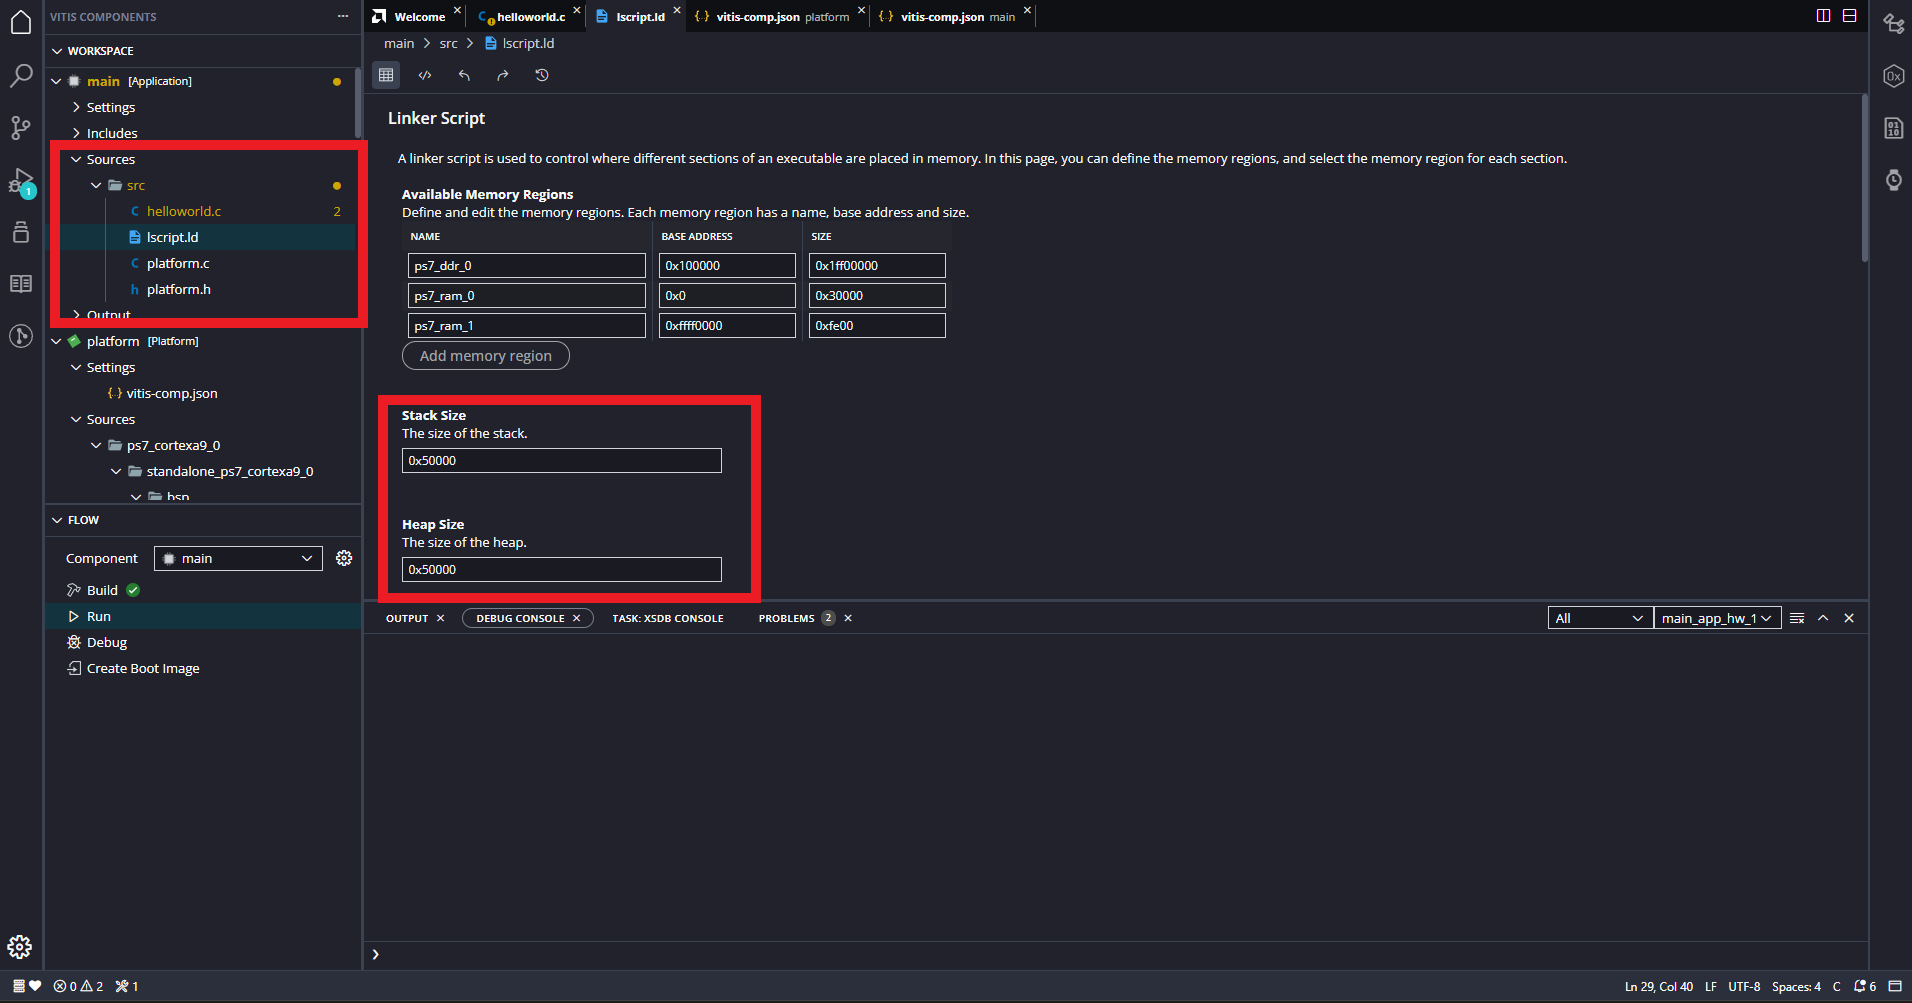 VITIS COMPONENTS
WORKSPACE
main [Application]
Settings
Includes
Sources
src
helloworld.c 2
lscript.ld
platform.c
platform.h
Output
platform [Platform]
Settings
{..} vitis-comp.json
Sources
ps7_cortexa9_0
standalone_ps7_cortexa9_0
bsp
FLOW
Component main
Build
Run
Debug
Create Boot Image
1
Welcome helloworld.c lscript.ld {..} vitis-comp.json platform {..} vitis-comp.json main
main > src > lscript.ld
Linker Script
A linker script is used to control where different sections of an executable are placed in memory. In this page, you can define the memory regions, and select the memory region for each section.
Available Memory Regions
Define and edit the memory regions. Each memory region has a name, base address and size.
NAME BASE ADDRESS SIZE
ps7_ddr_0 0x100000 0x1ff00000
ps7_ram_0 0x0 0x30000
ps7_ram_1 0xffff0000 0xfe00
Add memory region
Stack Size
The size of the stack.
0x50000
Heap Size
The size of the heap.
0x50000
OUTPUT DEBUG CONSOLE TASK: XSDB CONSOLE PROBLEMS 2 All main_app_hw_1
0 2 1 Ln 29, Col 40 LF UTF-8 Spaces: 4 C 6